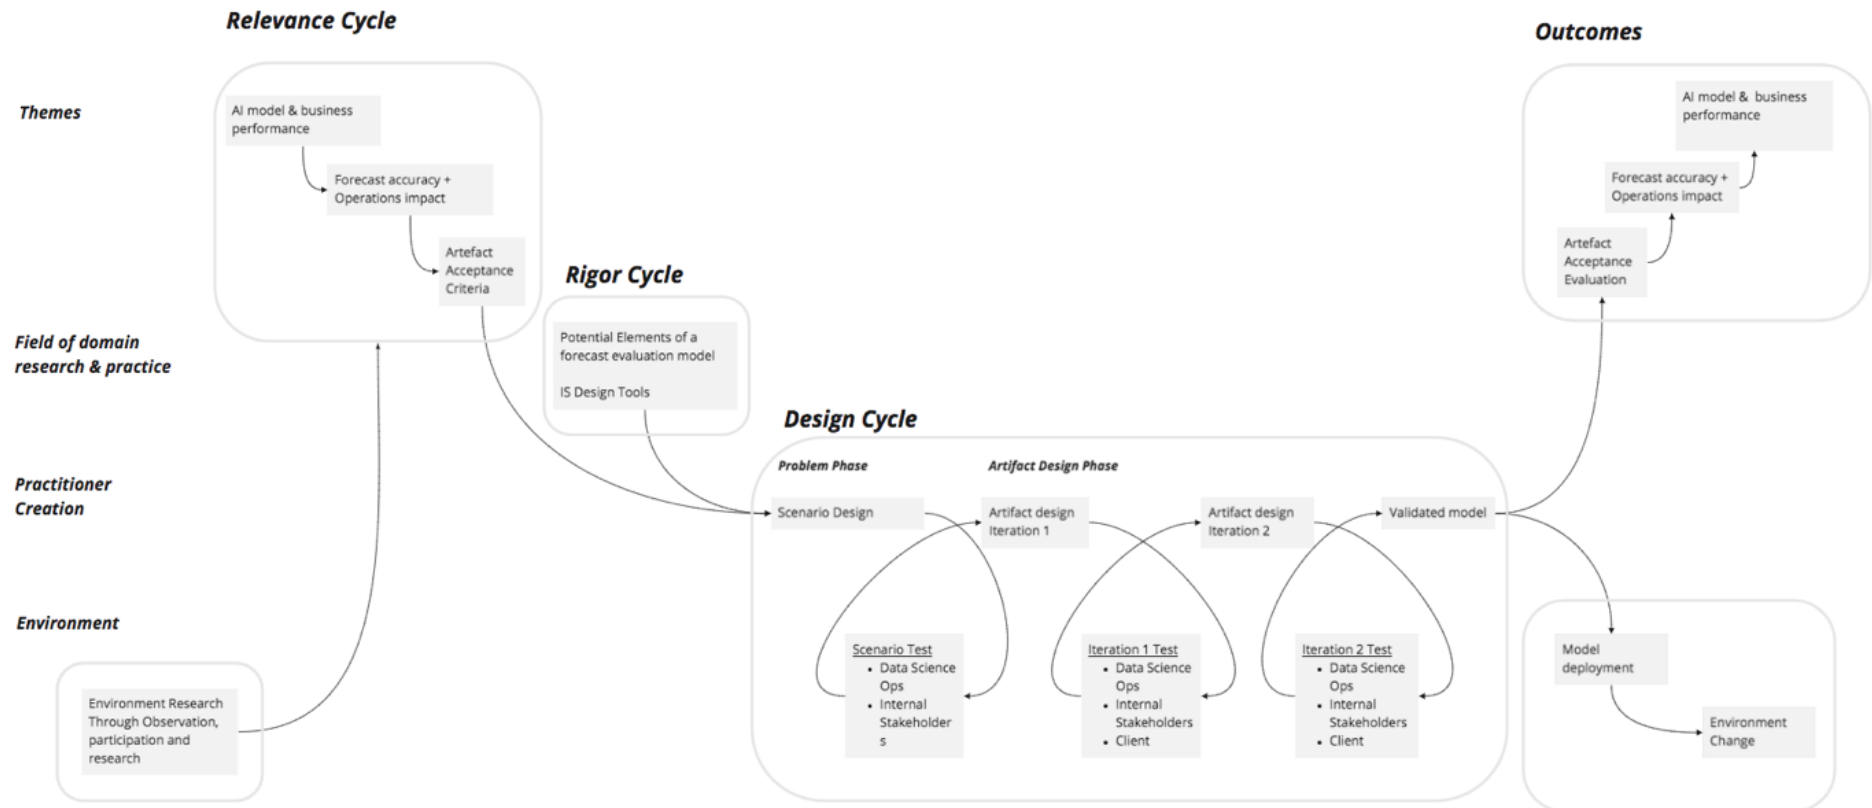 Relevance Cycle
Outcomes
Themes
AI model & business
performance
Forecast accuracy +
Operations impact
Artefact
Acceptance
Criteria
AI model &  business
performance
Forecast accuracy +
Operations impact
Artefact
Acceptance
Evaluation
Rigor Cycle
Potential Elements of a
forecast evaluation model
IS Design Tools
Field of domain
research & practice
Design Cycle
Problem Phase
Artifact Design Phase
Practitioner
Creation
Scenario Design
Artifact design
Iteration 1
Artifact design
Iteration 2
Validated model
Environment
Environment Research
Through Observation,
participation and
research
Scenario Test
• Data Science
Ops
• Internal
Stakeholder
s
Iteration 1 Test
• Data Science
Ops
• Internal
Stakeholders
• Client
Iteration 2 Test
• Data Science
Ops
• Internal
Stakeholders
• Client
Model
deployment
Environment
Change